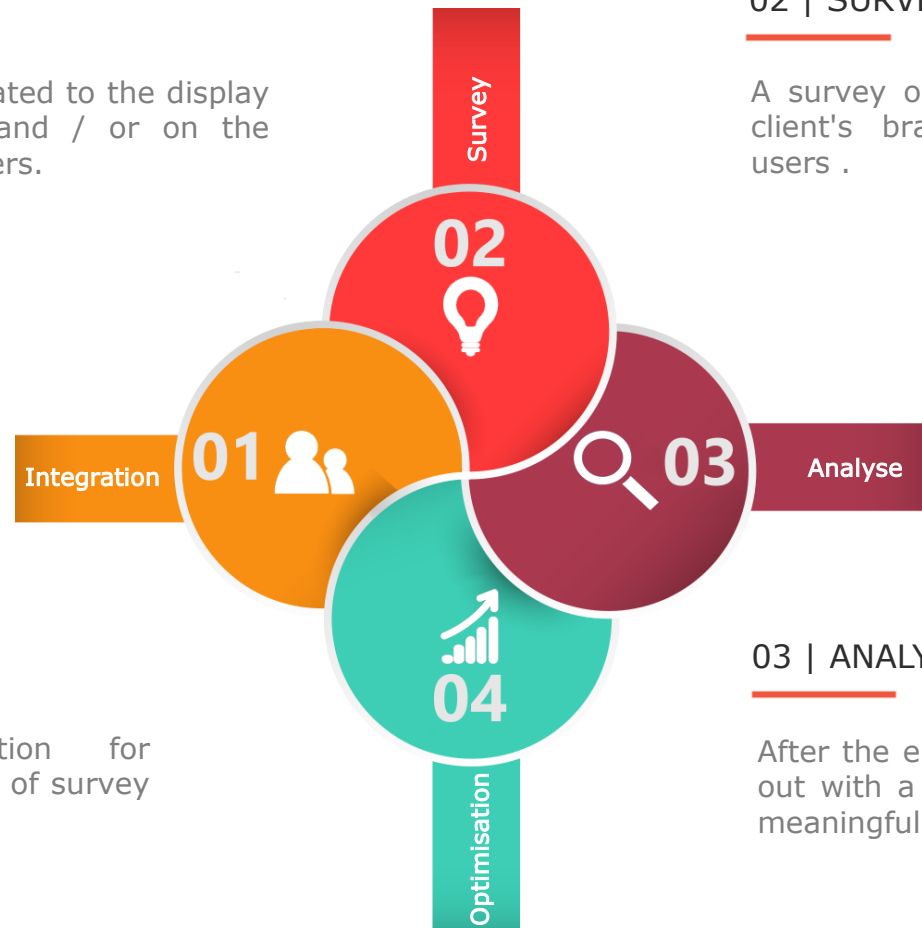 02 | SURVE
ated to the display
and / or on the
ers.
A survey o
client's bra
users .
Survey
02
01
Integration
03
Analyse
04
Optimisation
03 | ANALY
tion for
of survey
After the e
out with a
meaningful